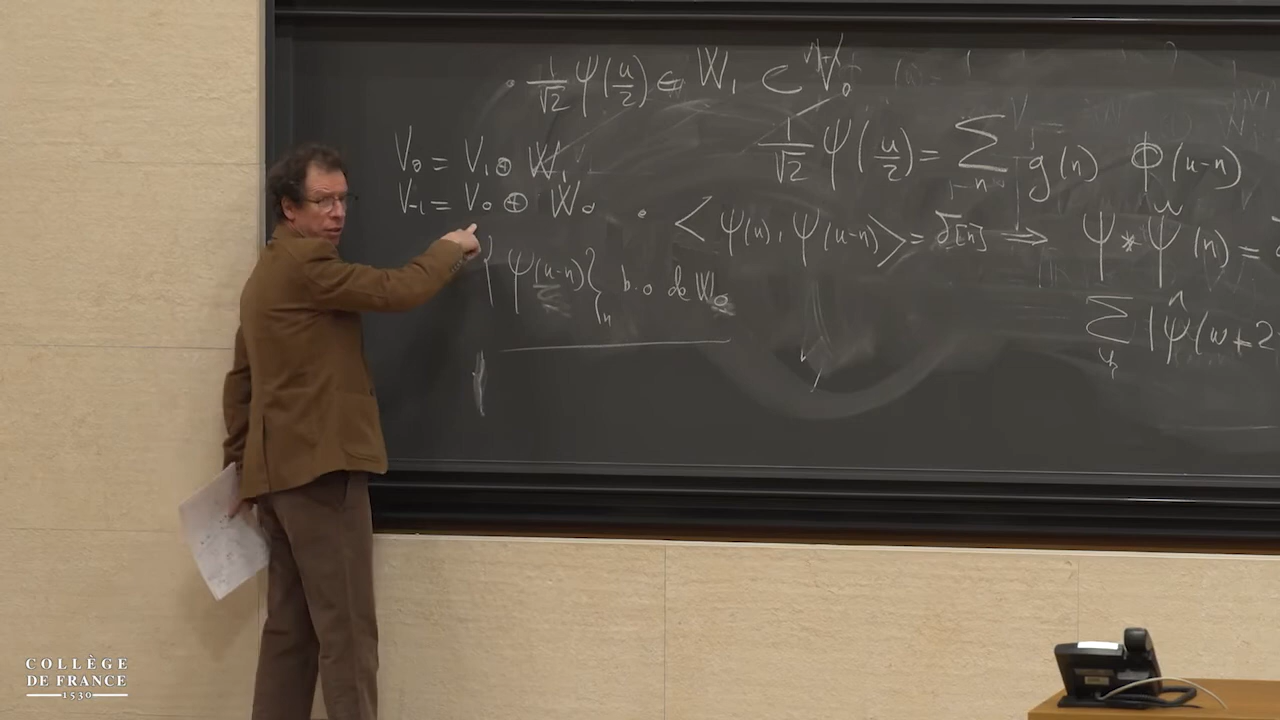 • 1/√2 ψ(u/2) ∈ W₁ ⊂ V₀
V₀ = V₁ ⊕ W₁
1/√2 ψ(u/2) = Σₙ g(n) Φ(u-n)
V₋₁ = V₀ ⊕ W₀
• <ψ(u), ψ(u-n)> = δ[n] ⟹ ψ * ψ̃ (n) =
{ψ(u-n)}ₙ b.o de W₀
Σ |ψ̂(w+2
COLLÈGE
DE FRANCE
1530